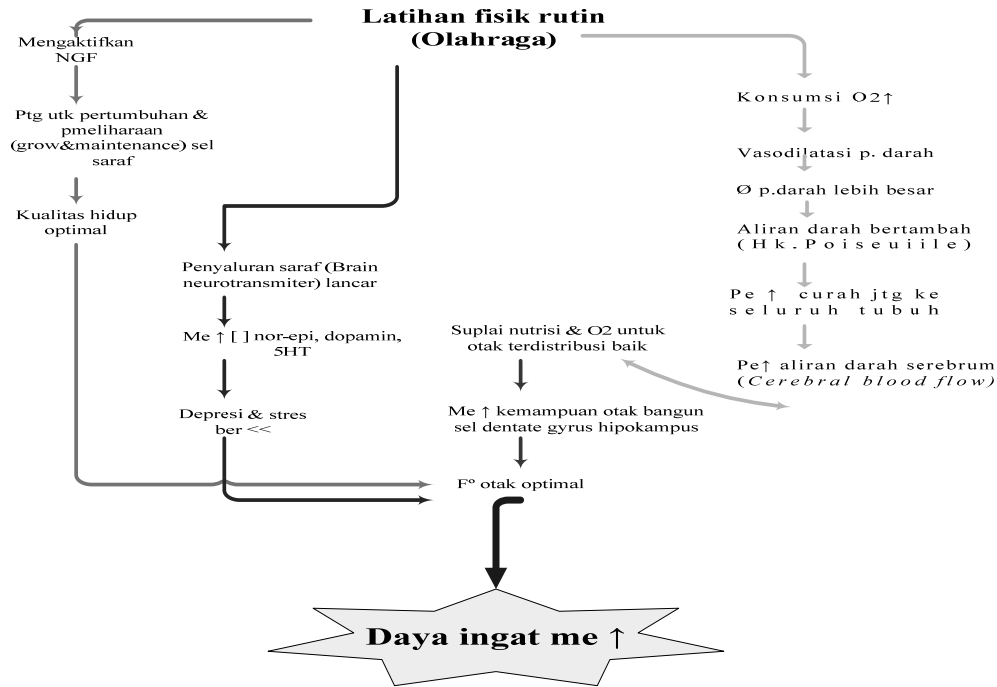 Latihan fisik rutin
(Olahraga)
Mengaktifkan
NGF
Ptg utk pertumbuhan &
pmeliharaan
(grow&maintenance) sel
saraf
Kualitas hidup
optimal
Penyaluran saraf (Brain
neurotransmiter) lancar
Me ↑ [ ] nor-epi, dopamin,
5HT
Depresi & stres
ber <<
Suplai nutrisi & O2 untuk
otak terdistribusi baik
Me ↑ kemampuan otak bangun
sel dentate gyrus hipokampus
Fº otak optimal
Konsumsi O2↑
Vasodilatasi p. darah
Ø p.darah lebih besar
Aliran darah bertambah
(Hk.Poiseuiile)
Pe ↑ curah jtg ke
seluruh tubuh
Pe↑ aliran darah serebrum
(Cerebral blood flow)
Daya ingat me ↑